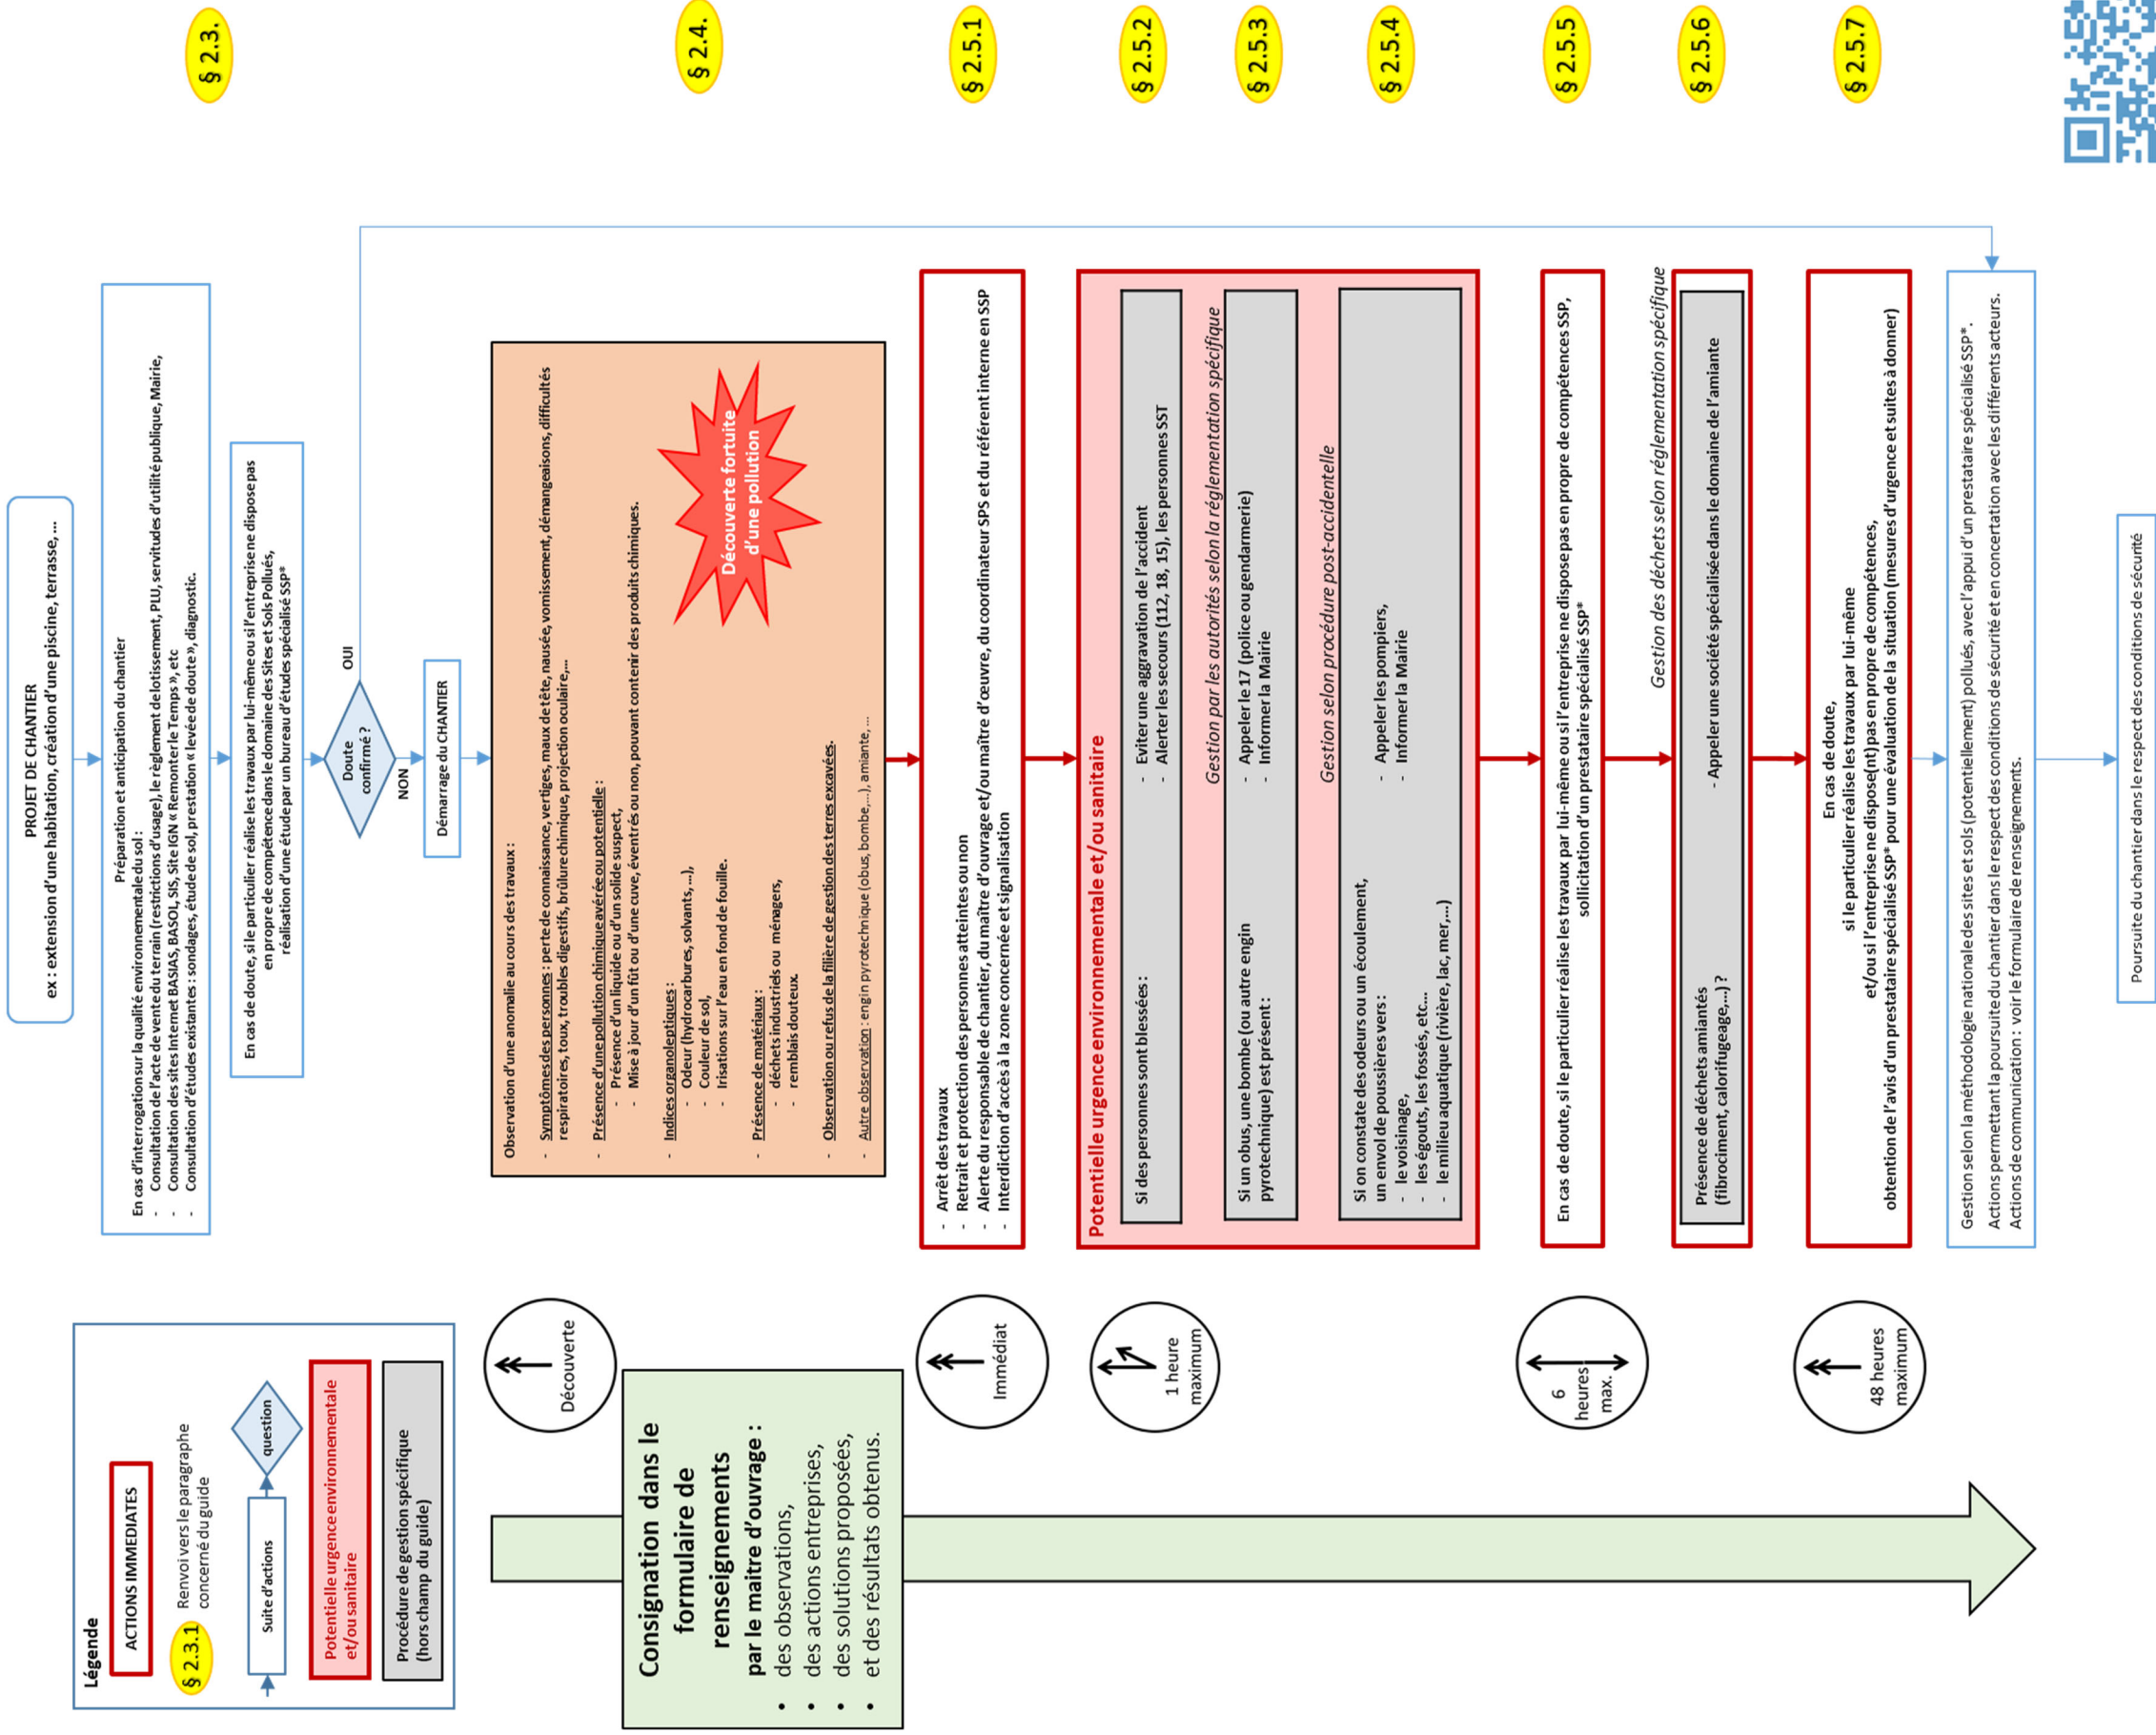 PROJET DE CHANTIER
ex : extension d'une habitation, création d'une piscine, terrasse, ...
§ 2.3.
Préparation et anticipation du chantier
En cas d'interrogation sur la qualité environnementale du sol :
- Consultation de l'acte de vente du terrain (restrictions d'usage), le règlement de lotissement, PLU, servitudes d'utilité publique, Mairie,
- Consultation des sites Internet BASIAS, BASOL, SIS, Site IGN « Remonter le Temps », etc
- Consultation d'études existantes : sondages, étude de sol, prestation « levée de doute », diagnostic.
En cas de doute, si le particulier réalise les travaux par lui-même ou si l'entreprise ne dispose pas
en propre de compétence dans le domaine des Sites et Sols Pollués,
réalisation d'une étude par un bureau d'études spécialisé SSP*
Doute
confirmé ?
OUI
NON
Démarrage du CHANTIER
Légende
ACTIONS IMMEDIATES
§ 2.3.1
Renvoi vers le paragraphe
concerné du guide
Suite d'actions
question
Potentielle urgence environnementale
et/ou sanitaire
Procédure de gestion spécifique
(hors champ du guide)
Découverte
§ 2.4.
Observation d'une anomalie au cours des travaux :
- Symptômes des personnes : perte de connaissance, vertiges, maux de tête, nausée, vomissement, démangeaisons, difficultés
respiratoires, toux, troubles digestifs, brûlure chimique, projection oculaire,...
- Présence d'une pollution chimique avérée ou potentielle :
- Présence d'un liquide ou d'un solide suspect,
- Mise à jour d'un fût ou d'une cuve, éventrés ou non, pouvant contenir des produits chimiques.
- Indices organoleptiques :
- Odeur (hydrocarbures, solvants, ...),
- Couleur de sol,
- Irisations sur l'eau en fond de fouille.
- Présence de matériaux :
- déchets industriels ou ménagers,
- remblais douteux.
- Observation ou refus de la filière de gestion des terres excavées.
- Autre observation : engin pyrotechnique (obus, bombe,...), amiante, ...
Découverte fortuite
d'une pollution
Consignation dans le
formulaire de
renseignements
par le maitre d'ouvrage :
• des observations,
• des actions entreprises,
• des solutions proposées,
• et des résultats obtenus.
Immédiat
§ 2.5.1
- Arrêt des travaux
- Retrait et protection des personnes atteintes ou non
- Alerte du responsable de chantier, du maître d'ouvrage et/ou maître d'œuvre, du coordinateur SPS et du référent interne en SSP
- Interdiction d'accès à la zone concernée et signalisation
1 heure
maximum
Potentielle urgence environnementale et/ou sanitaire
§ 2.5.2
Si des personnes sont blessées :
- Eviter une aggravation de l'accident
- Alerter les secours (112, 18, 15), les personnes SST
Gestion par les autorités selon la réglementation spécifique
§ 2.5.3
Si un obus, une bombe (ou autre engin
pyrotechnique) est présent :
- Appeler le 17 (police ou gendarmerie)
- Informer la Mairie
Gestion selon procédure post-accidentelle
§ 2.5.4
Si on constate des odeurs ou un écoulement,
un envol de poussières vers :
- le voisinage,
- les égouts, les fossés, etc...
- le milieu aquatique (rivière, lac, mer,...)
- Appeler les pompiers,
- Informer la Mairie
6
heures
max.
§ 2.5.5
En cas de doute, si le particulier réalise les travaux par lui-même ou si l'entreprise ne dispose pas en propre de compétences SSP,
sollicitation d'un prestataire spécialisé SSP*
Gestion des déchets selon réglementation spécifique
§ 2.5.6
Présence de déchets amiantés
(fibrociment, calorifugeage,...) ?
- Appeler une société spécialisée dans le domaine de l'amiante
48 heures
maximum
§ 2.5.7
En cas de doute,
si le particulier réalise les travaux par lui-même
et/ou si l'entreprise ne dispose(nt) pas en propre de compétences,
obtention de l'avis d'un prestataire spécialisé SSP* pour une évaluation de la situation (mesures d'urgence et suites à donner)
Gestion selon la méthodologie nationale des sites et sols (potentiellement) pollués, avec l'appui d'un prestataire spécialisé SSP*.
Actions permettant la poursuite du chantier dans le respect des conditions de sécurité et en concertation avec les différents acteurs.
Actions de communication : voir le formulaire de renseignements.
Poursuite du chantier dans le respect des conditions de sécurité